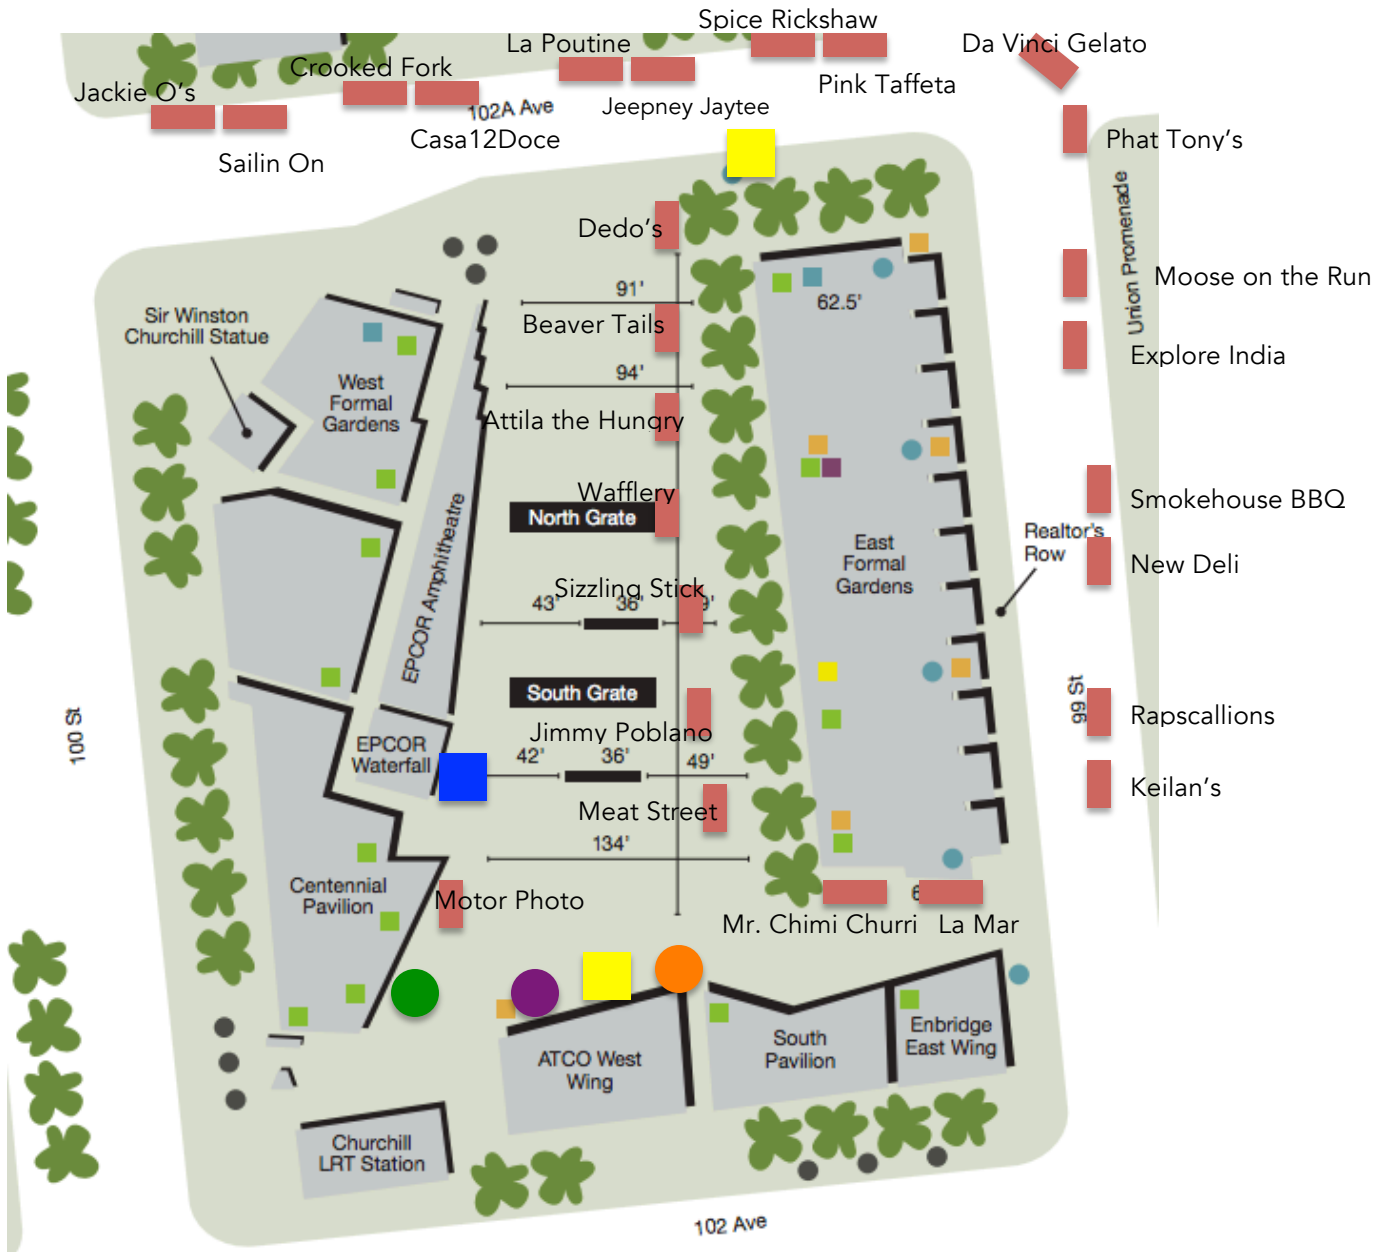 Spice Rickshaw
La Poutine
Da Vinci Gelato
Crooked Fork
Jackie O's
Pink Taffeta
102A Ave
Jeepney Jaytee
Casa12Doce
Phat Tony's
Sailin On
Union Promenade
Dedo's
Moose on the Run
91'
62.5'
Sir Winston
Churchill Statue
Beaver Tails
Explore India
94'
West
Formal
Gardens
Attila the Hungry
Wafflery
Smokehouse BBQ
North Grate
EPCOR Amphitheatre
East
Formal
Gardens
Realtor's
Row
New Deli
Sizzling Stick
43'
36'
9'
South Grate
99 St
Rapscallions
100 St
Jimmy Poblano
EPCOR
Waterfall
42'
36'
49'
Keilan's
Meat Street
134'
Centennial
Pavilion
Motor Photo
6
Mr. Chimi Churri
La Mar
ATCO West
Wing
South
Pavilion
Enbridge
East Wing
Churchill
LRT Station
102 Ave